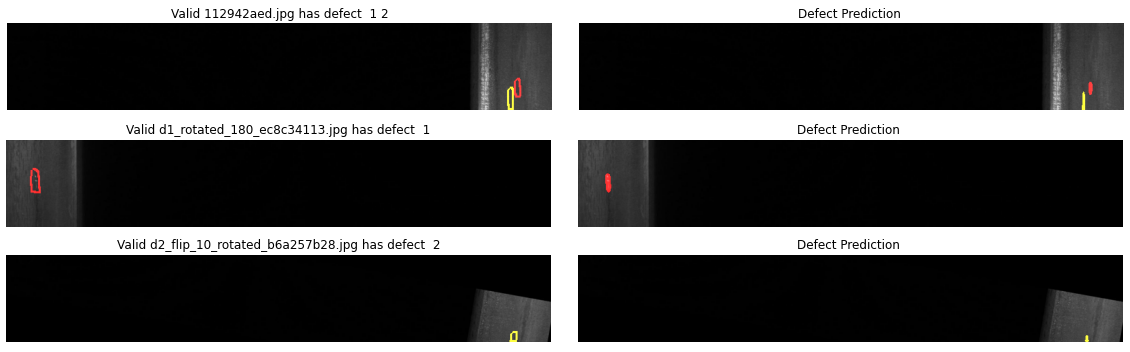 Valid 112942aed.jpg has defect  1 2
Defect Prediction
Valid d1_rotated_180_ec8c34113.jpg has defect  1
Defect Prediction
Valid d2_flip_10_rotated_b6a257b28.jpg has defect  2
Defect Prediction